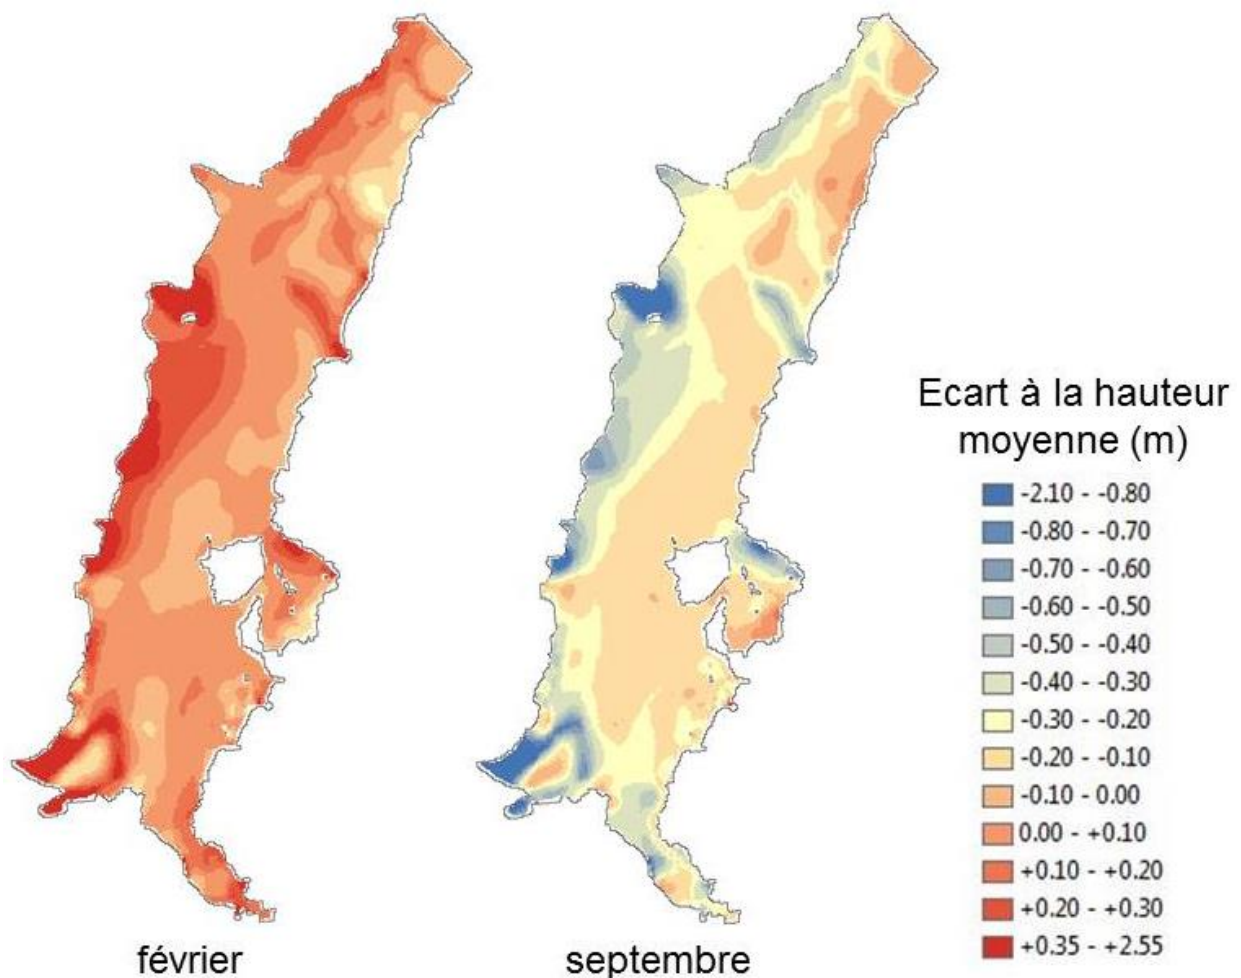 Ecart à la hauteur
moyenne (m)
-2.10 - -0.80
-0.80 - -0.70
-0.70 - -0.60
-0.60 - -0.50
-0.50 - -0.40
-0.40 - -0.30
-0.30 - -0.20
-0.20 - -0.10
-0.10 - 0.00
0.00 - +0.10
+0.10 - +0.20
+0.20 - +0.30
+0.35 - +2.55
février
septembre